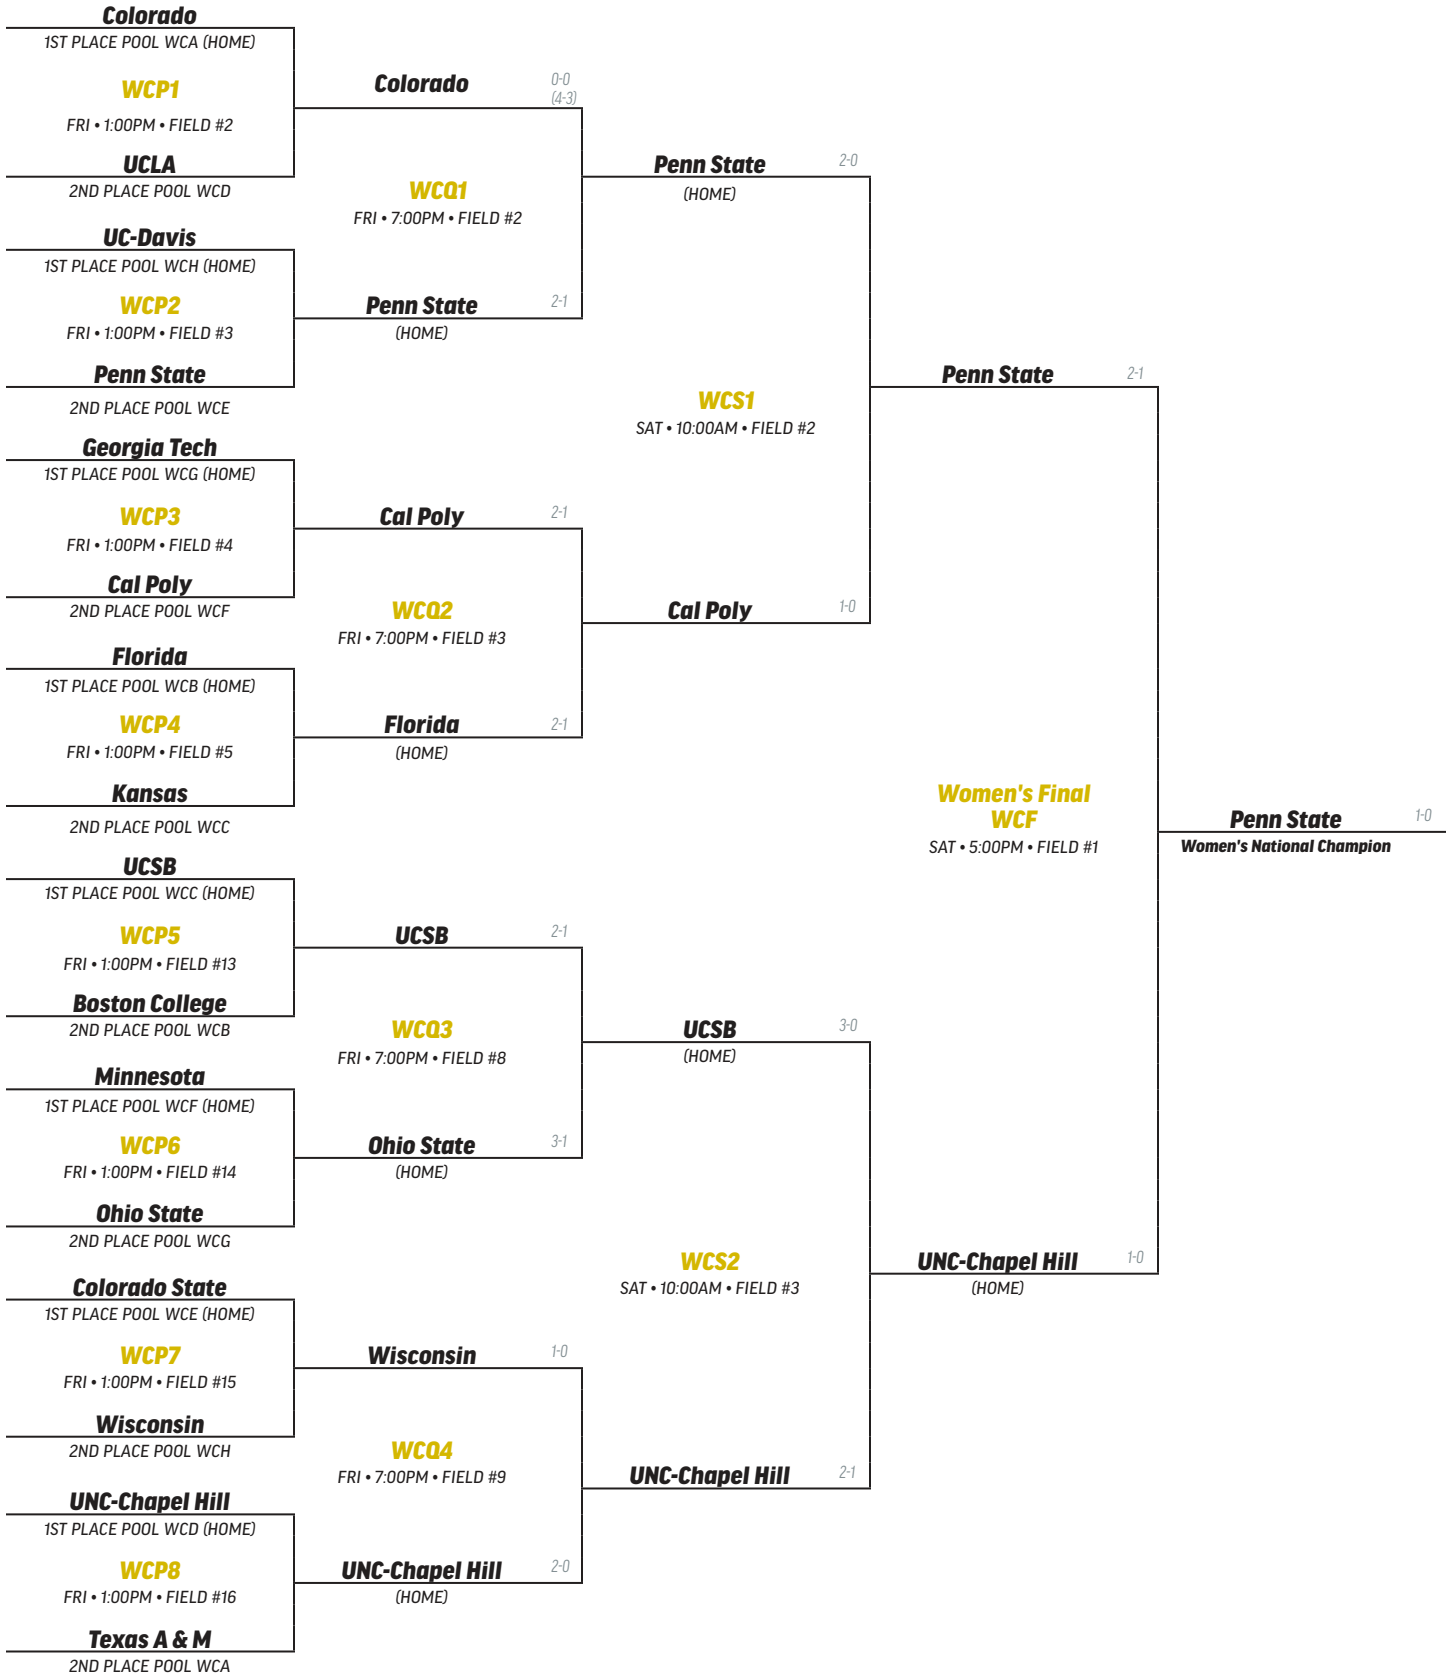 Colorado
1ST PLACE POOL WCA (HOME)
WCP1
FRI • 1:00PM • FIELD #2
UCLA
2ND PLACE POOL WCD
UC-Davis
1ST PLACE POOL WCH (HOME)
WCP2
FRI • 1:00PM • FIELD #3
Penn State
2ND PLACE POOL WCE
Georgia Tech
1ST PLACE POOL WCG (HOME)
WCP3
FRI • 1:00PM • FIELD #4
Cal Poly
2ND PLACE POOL WCF
Florida
1ST PLACE POOL WCB (HOME)
WCP4
FRI • 1:00PM • FIELD #5
Kansas
2ND PLACE POOL WCC
UCSB
1ST PLACE POOL WCC (HOME)
WCP5
FRI • 1:00PM • FIELD #13
Boston College
2ND PLACE POOL WCB
Minnesota
1ST PLACE POOL WCF (HOME)
WCP6
FRI • 1:00PM • FIELD #14
Ohio State
2ND PLACE POOL WCG
Colorado State
1ST PLACE POOL WCE (HOME)
WCP7
FRI • 1:00PM • FIELD #15
Wisconsin
2ND PLACE POOL WCH
UNC-Chapel Hill
1ST PLACE POOL WCD (HOME)
WCP8
FRI • 1:00PM • FIELD #16
Texas A & M
2ND PLACE POOL WCA
Colorado 0-0
(4-3)
WCQ1
FRI • 7:00PM • FIELD #2
Penn State 2-1
(HOME)
Cal Poly 2-1
WCQ2
FRI • 7:00PM • FIELD #3
Florida 2-1
(HOME)
UCSB 2-1
WCQ3
FRI • 7:00PM • FIELD #8
Ohio State 3-1
(HOME)
Wisconsin 1-0
WCQ4
FRI • 7:00PM • FIELD #9
UNC-Chapel Hill 2-0
(HOME)
Penn State 2-0
(HOME)
WCS1
SAT • 10:00AM • FIELD #2
Cal Poly 1-0
UCSB 3-0
(HOME)
WCS2
SAT • 10:00AM • FIELD #3
UNC-Chapel Hill 2-1
Penn State 2-1
Women's Final
WCF
SAT • 5:00PM • FIELD #1
UNC-Chapel Hill 1-0
(HOME)
Penn State 1-0
Women's National Champion